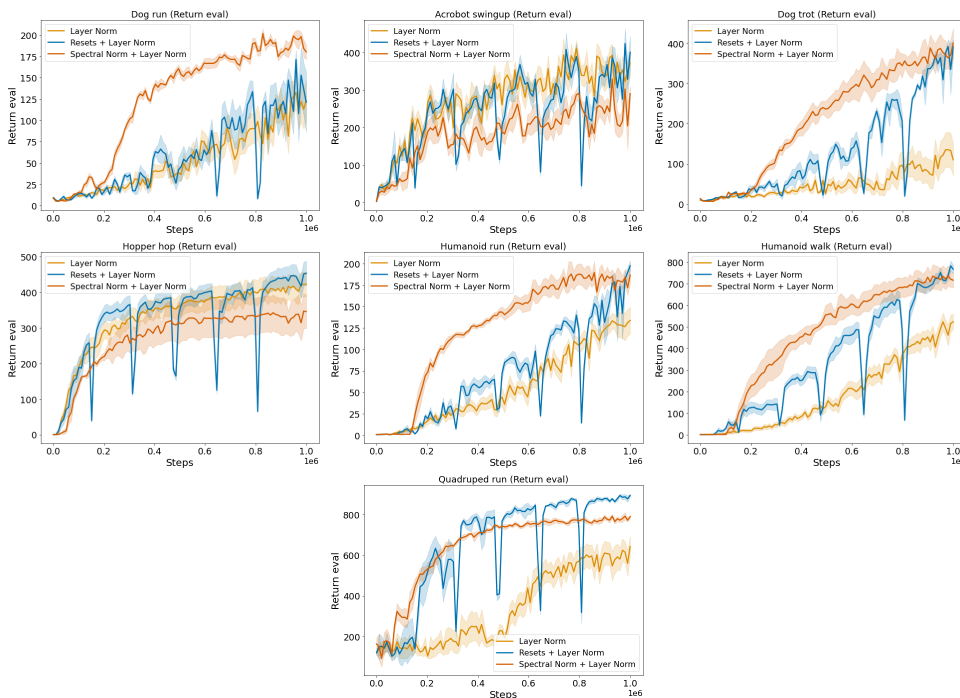 Dog run (Return eval)
Return eval
200
175
150
125
100
75
50
25
0
Layer Norm
Resets + Layer Norm
Spectral Norm + Layer Norm
0.0 0.2 0.4 0.6 0.8 1.0
Steps
1e6
Acrobot swingup (Return eval)
Return eval
400
300
200
100
0
Layer Norm
Resets + Layer Norm
Spectral Norm + Layer Norm
0.0 0.2 0.4 0.6 0.8 1.0
Steps
1e6
Dog trot (Return eval)
Return eval
400
300
200
100
0
Layer Norm
Resets + Layer Norm
Spectral Norm + Layer Norm
0.0 0.2 0.4 0.6 0.8 1.0
Steps
1e6
Hopper hop (Return eval)
Return eval
500
400
300
200
100
0
Layer Norm
Resets + Layer Norm
Spectral Norm + Layer Norm
0.0 0.2 0.4 0.6 0.8 1.0
Steps
1e6
Humanoid run (Return eval)
Return eval
200
175
150
125
100
75
50
25
0
Layer Norm
Resets + Layer Norm
Spectral Norm + Layer Norm
0.0 0.2 0.4 0.6 0.8 1.0
Steps
1e6
Humanoid walk (Return eval)
Return eval
800
700
600
500
400
300
200
100
0
Layer Norm
Resets + Layer Norm
Spectral Norm + Layer Norm
0.0 0.2 0.4 0.6 0.8 1.0
Steps
1e6
Quadruped run (Return eval)
Return eval
800
600
400
200
Layer Norm
Resets + Layer Norm
Spectral Norm + Layer Norm
0.0 0.2 0.4 0.6 0.8 1.0
Steps
1e6